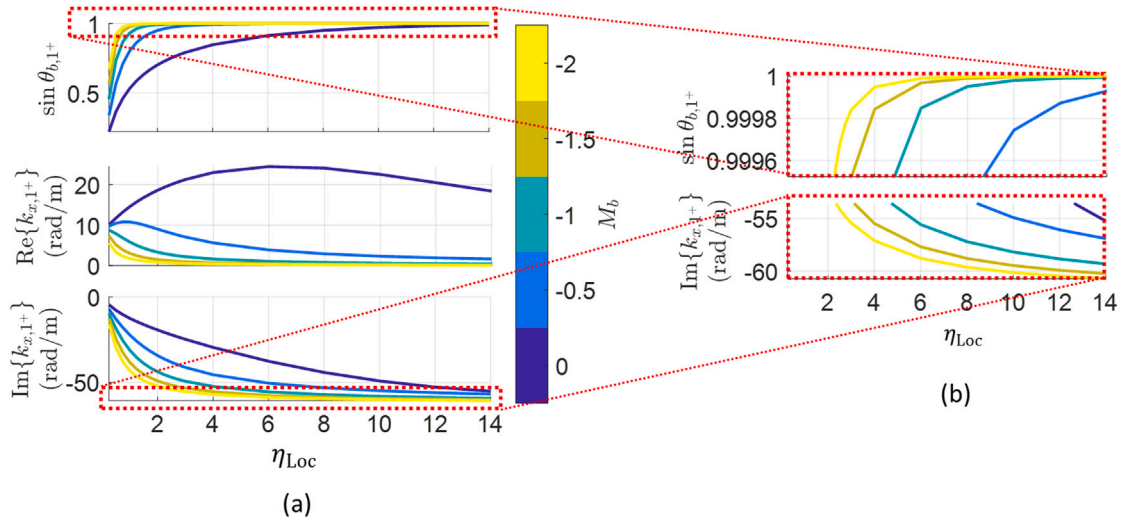 1
0.5
sin θ_{b,1^+}
20
10
0
Re{k_{x,1^+}}
(rad/m)
0
-50
Im{k_{x,1^+}}
(rad/m)
2 4 6 8 10 12 14
η_Loc
(a)
-2
-1.5
-1
-0.5
0
M_b
1
0.9998
0.9996
sin θ_{b,1^+}
-55
-60
Im{k_{x,1^+}}
(rad/m)
2 4 6 8 10 12 14
η_Loc
(b)